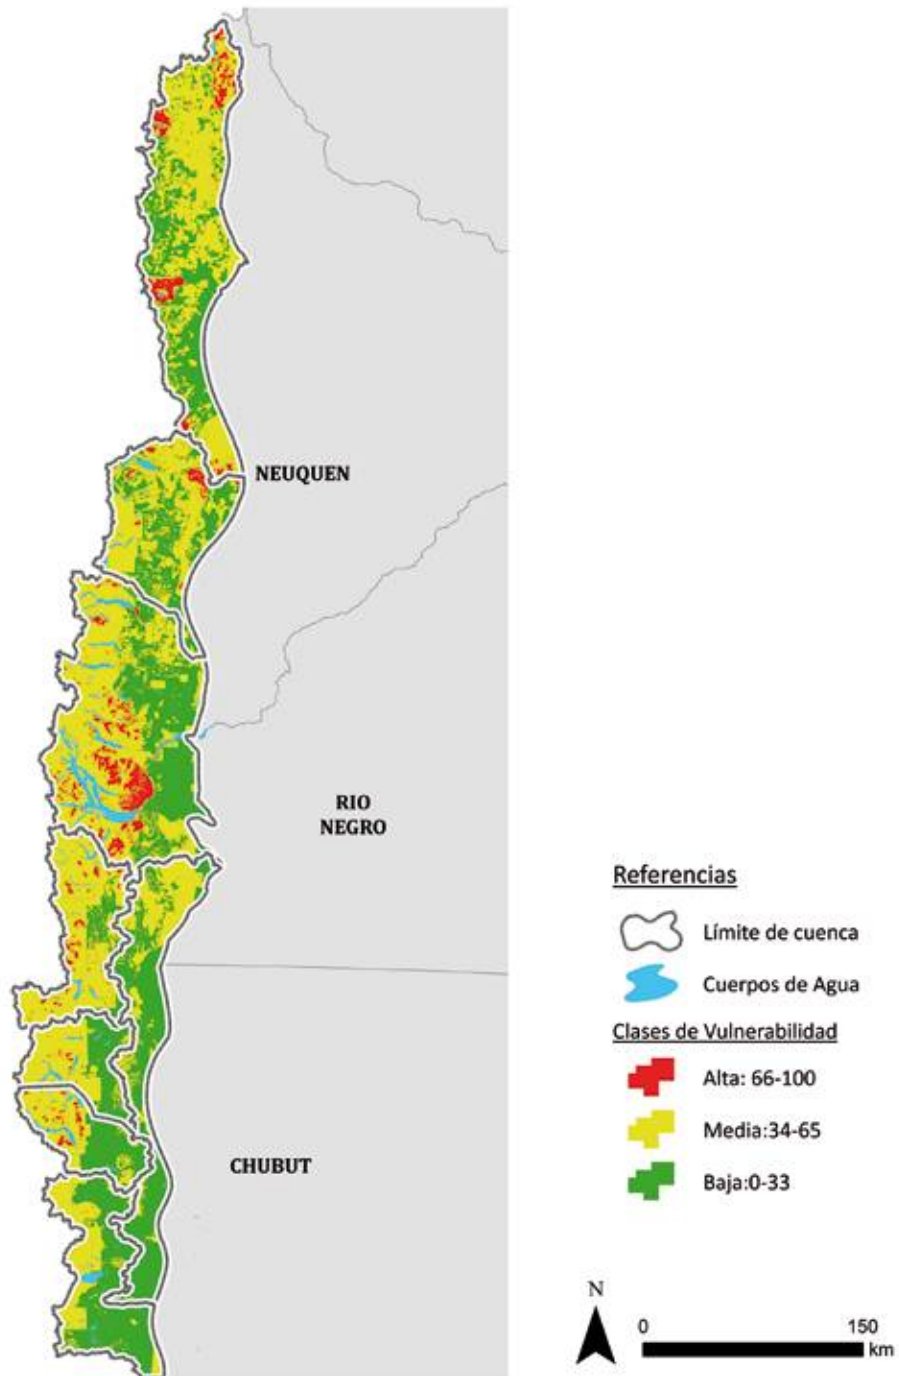 NEUQUEN
RIO
NEGRO
CHUBUT
Referencias
Límite de cuenca
Cuerpos de Agua
Clases de Vulnerabilidad
Alta: 66-100
Media:34-65
Baja:0-33
N
0 150
km